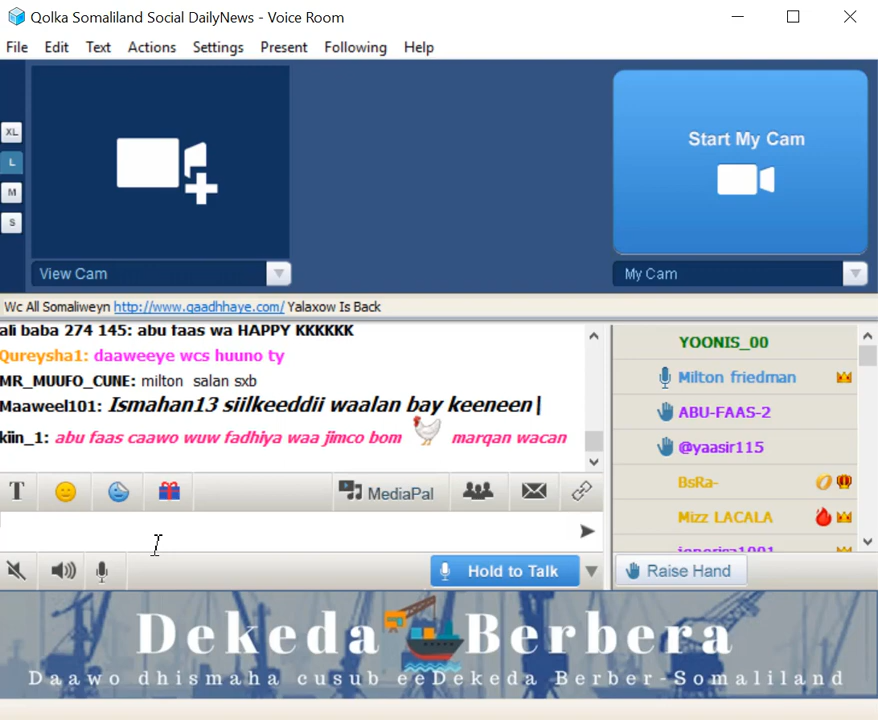 Qolka Somaliland Social DailyNews - Voice Room
File Edit Text Actions Settings Present Following Help
XL
L
M
S
Start My Cam
View Cam
My Cam
Wc All Somaliweyn http://www.qaadhhaye.com/ Yalaxow Is Back
ali baba 274 145: abu faas wa HAPPY KKKKKK
Qureysha1: daaweeye wcs huuno ty
MR_MUUFO_CUNE: milton salan sxb
Maaweel101: Ismahan13 siilkeeddii waalan bay keeneen|
kiin_1: abu faas caawo wuw fadhiya waa jimco bom marqan wacan
YOONIS_00
Milton friedman
ABU-FAAS-2
@yaasir115
BsRa-
Mizz LACALA
T
MediaPal
Hold to Talk
Raise Hand
Dekeda Berbera
Daawo dhismaha cusub eeDekeda Berber-Somaliland